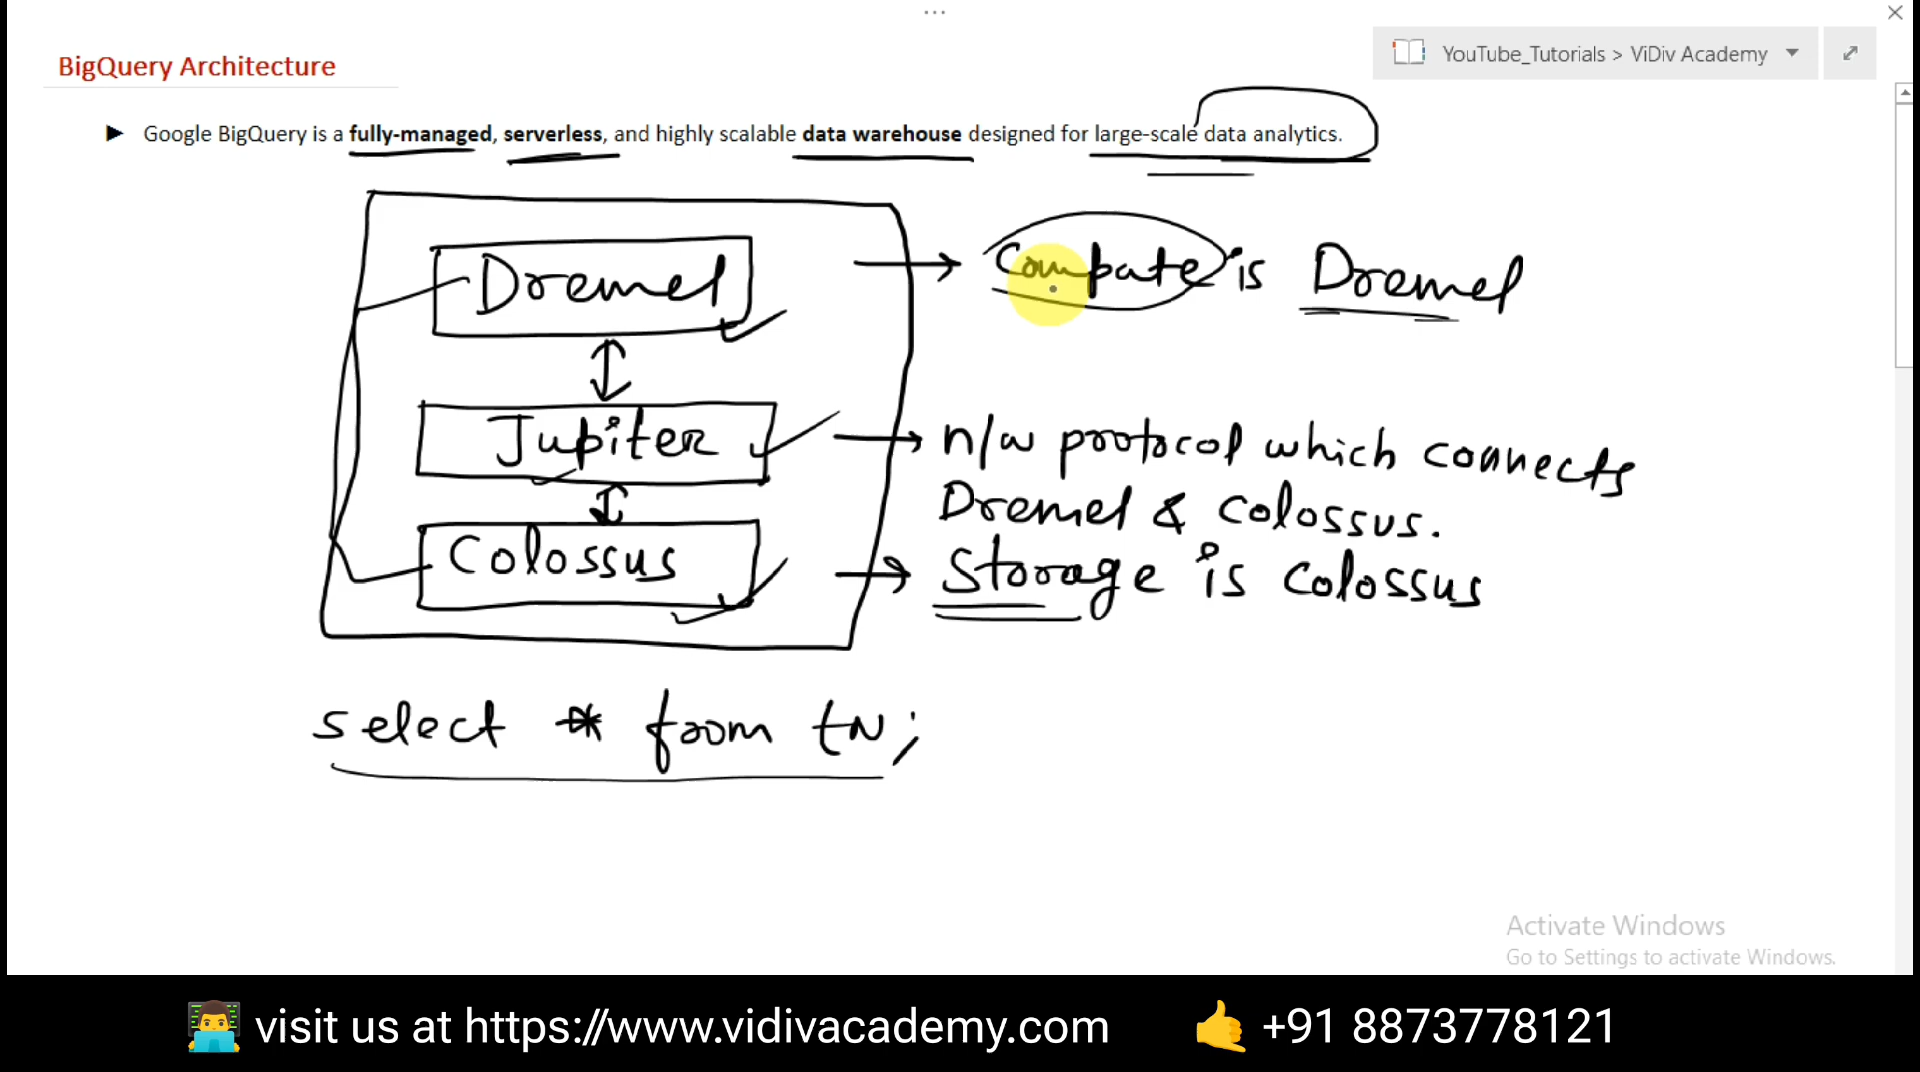 BigQuery Architecture
YouTube_Tutorials > ViDiv Academy
► Google BigQuery is a fully-managed, serverless, and highly scalable data warehouse designed for large-scale data analytics.
Dremel
Compute is Dremel
Jupiter
n/w protocol which connects
Dremel & Colossus.
Colossus
Storage is Colossus
select * from tN;
Activate Windows
Go to Settings to activate Windows.
visit us at https://www.vidivacademy.com
+91 8873778121